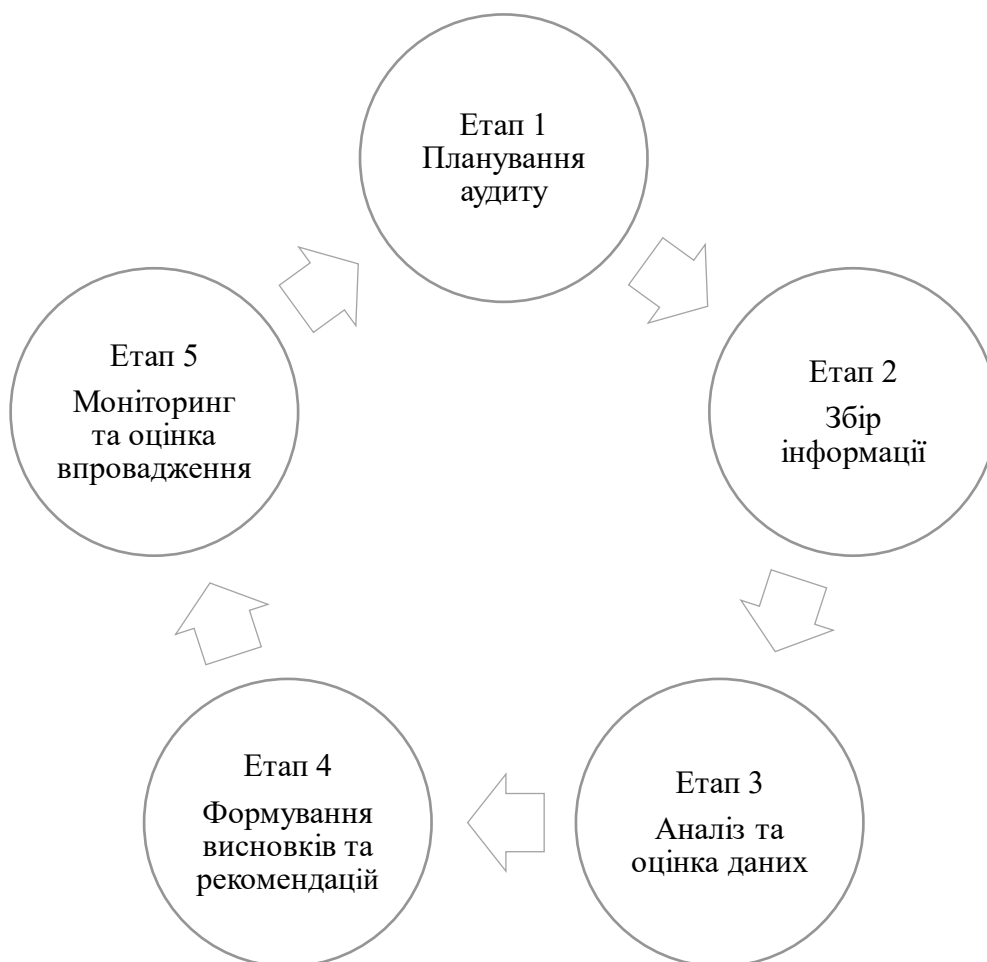 Етап 1
Планування
аудиту
Етап 2
Збір
інформації
Етап 3
Аналіз та
оцінка даних
Етап 4
Формування
висновків та
рекомендацій
Етап 5
Моніторинг
та оцінка
впровадження